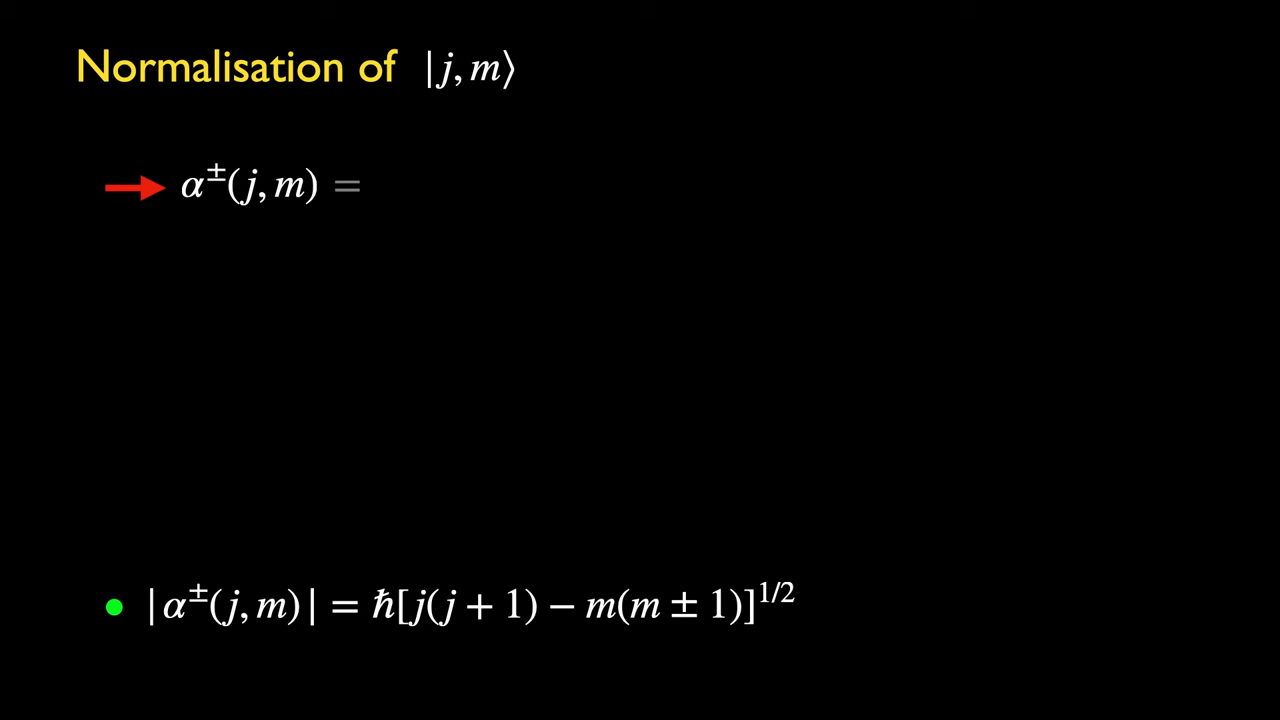 Normalisation of |j, m⟩
α±(j, m) =
|α±(j, m)| = ℏ[j(j + 1) − m(m ± 1)]^1/2